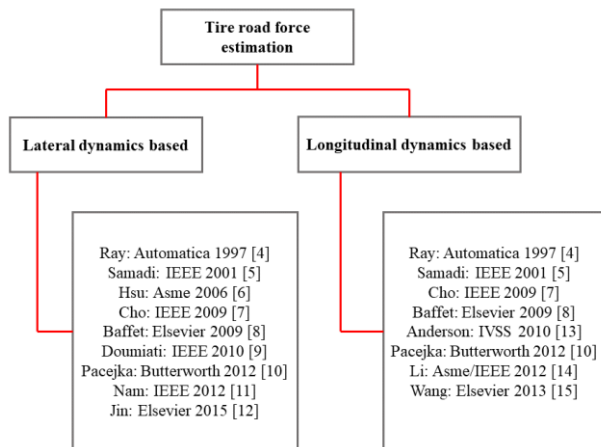 Tire road force
estimation
Lateral dynamics based
Longitudinal dynamics based
Ray: Automatica 1997 [4]
Samadi: IEEE 2001 [5]
Hsu: Asme 2006 [6]
Cho: IEEE 2009 [7]
Baffet: Elsevier 2009 [8]
Doumiati: IEEE 2010 [9]
Pacejka: Butterworth 2012 [10]
Nam: IEEE 2012 [11]
Jin: Elsevier 2015 [12]
Ray: Automatica 1997 [4]
Samadi: IEEE 2001 [5]
Cho: IEEE 2009 [7]
Baffet: Elsevier 2009 [8]
Anderson: IVSS 2010 [13]
Pacejka: Butterworth 2012 [10]
Li: Asme/IEEE 2012 [14]
Wang: Elsevier 2013 [15]